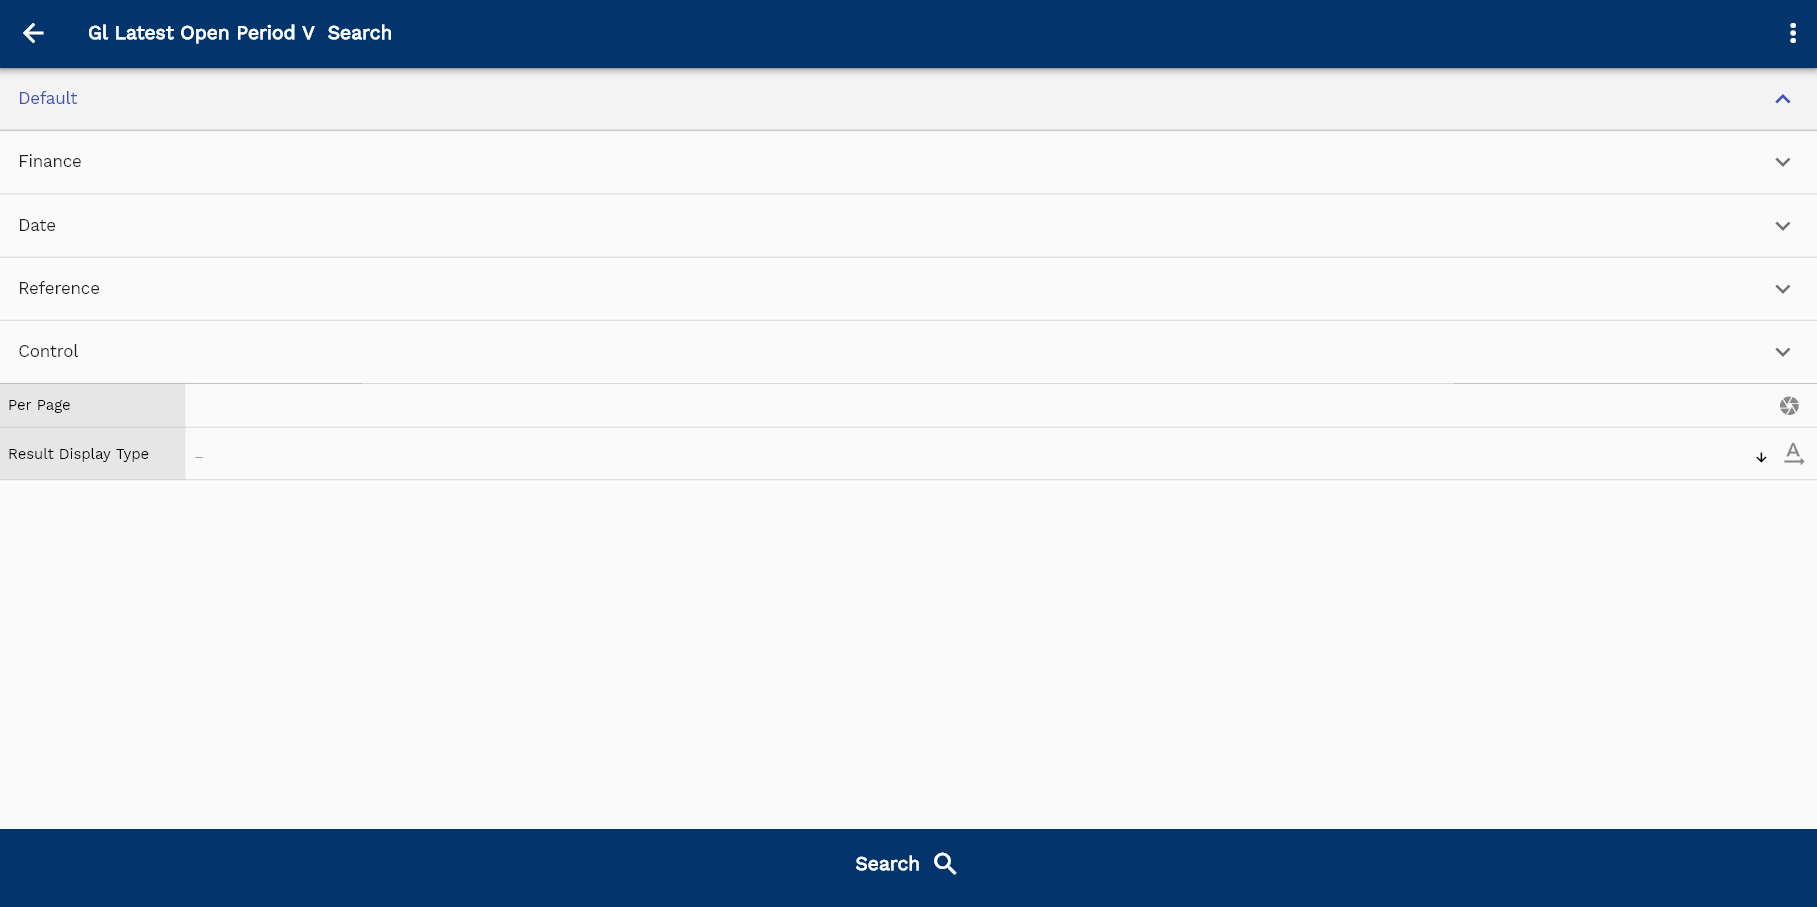 Gl Latest Open Period V  Search
Default
Finance
Date
Reference
Control
Per Page
Result Display Type
Search